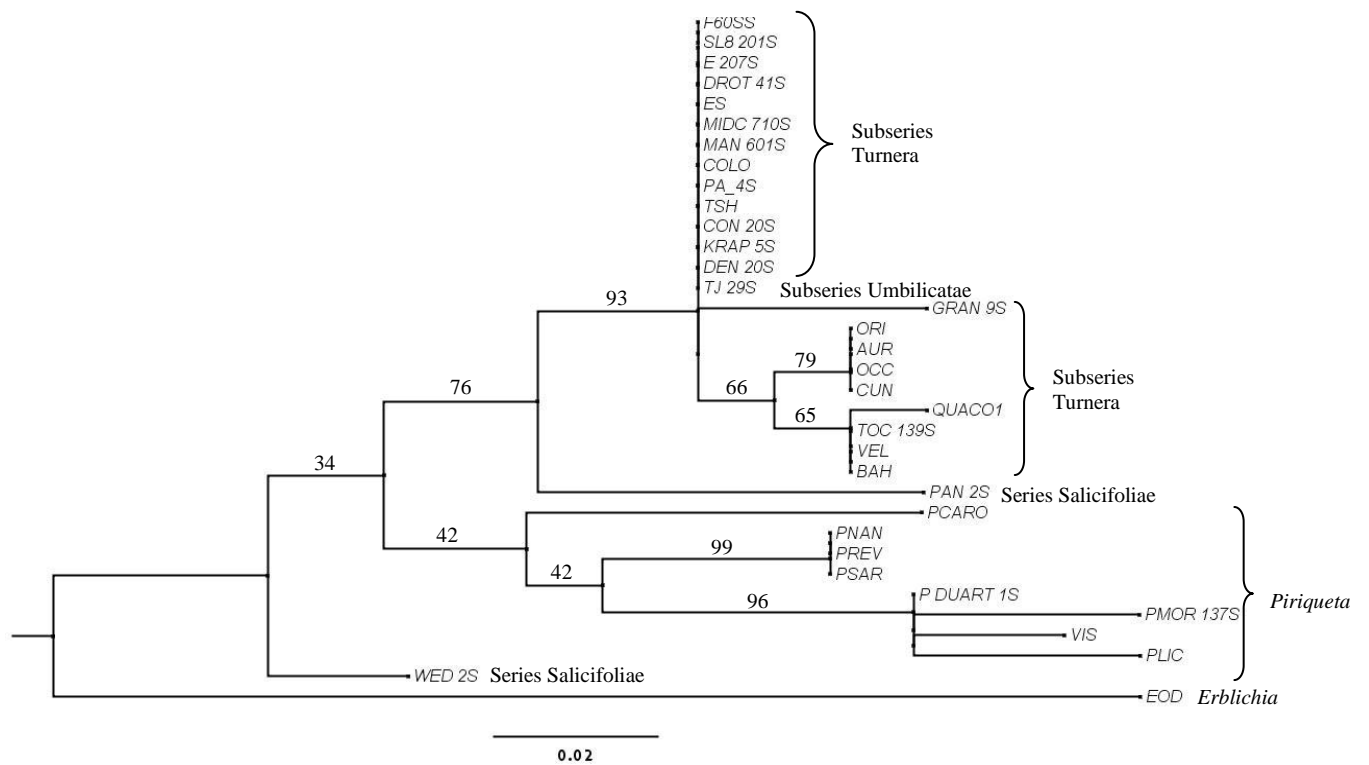 F60SS
SL8 201S
E 207S
DROT 41S
ES
MIDC 710S
MAN 601S
COLO
PA_4S
TSH
CON 20S
KRAP 5S
DEN 20S
TJ 29S
Subseries
Turnera
Subseries Umbilicatae
93
GRAN 9S
ORI
AUR
79
OCC
CUN
66
76
QUACO1
65
TOC 139S
VEL
BAH
Subseries
Turnera
34
PAN 2S Series Salicifoliae
PCARO
42
PNAN
99
PREV
PSAR
42
P DUART 1S
96
PMOR 137S
VIS
PLIC
Piriqueta
WED 2S Series Salicifoliae
EOD Erblichia
0.02